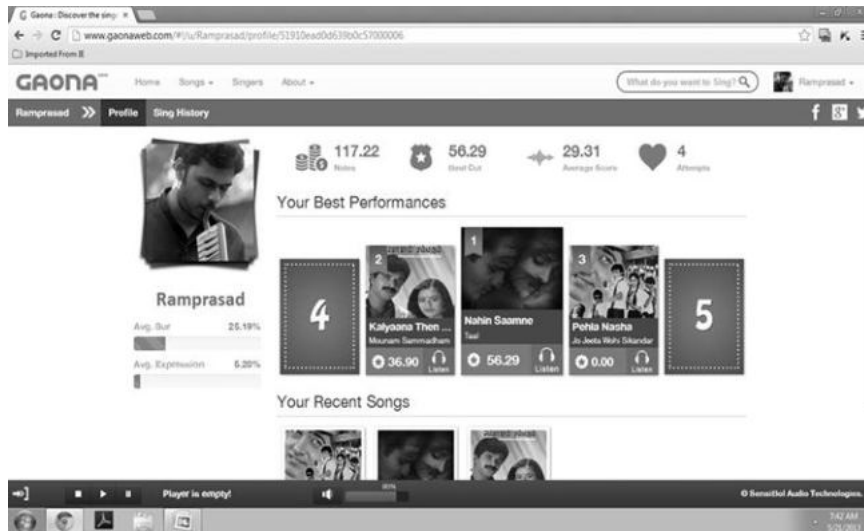 Gaona : Discover the sing
www.gaonaweb.com/#!/u/Ramprasad/profile/51910ead0d639b0c57000006
Imported From IE
GAONA
Home Songs Singers About
What do you want to Sing?
Ramprasad
Ramprasad Profile Sing History
117.22
Notes
56.29
Best Cut
29.31
Average Score
4
Attempts
Your Best Performances
4
2
Kalyaana Then ...
Mounam Sammadham
36.90
Listen
1
Nahin Saamne
Taal
56.29
Listen
3
Pehla Nasha
Jo Jeeta Wohi Sikandar
0.00
Listen
5
Ramprasad
Avg. Sur 25.19%
Avg. Expression 5.20%
Your Recent Songs
Player is empty!
80%
© Sensibol Audio Technologies.
7:42 AM